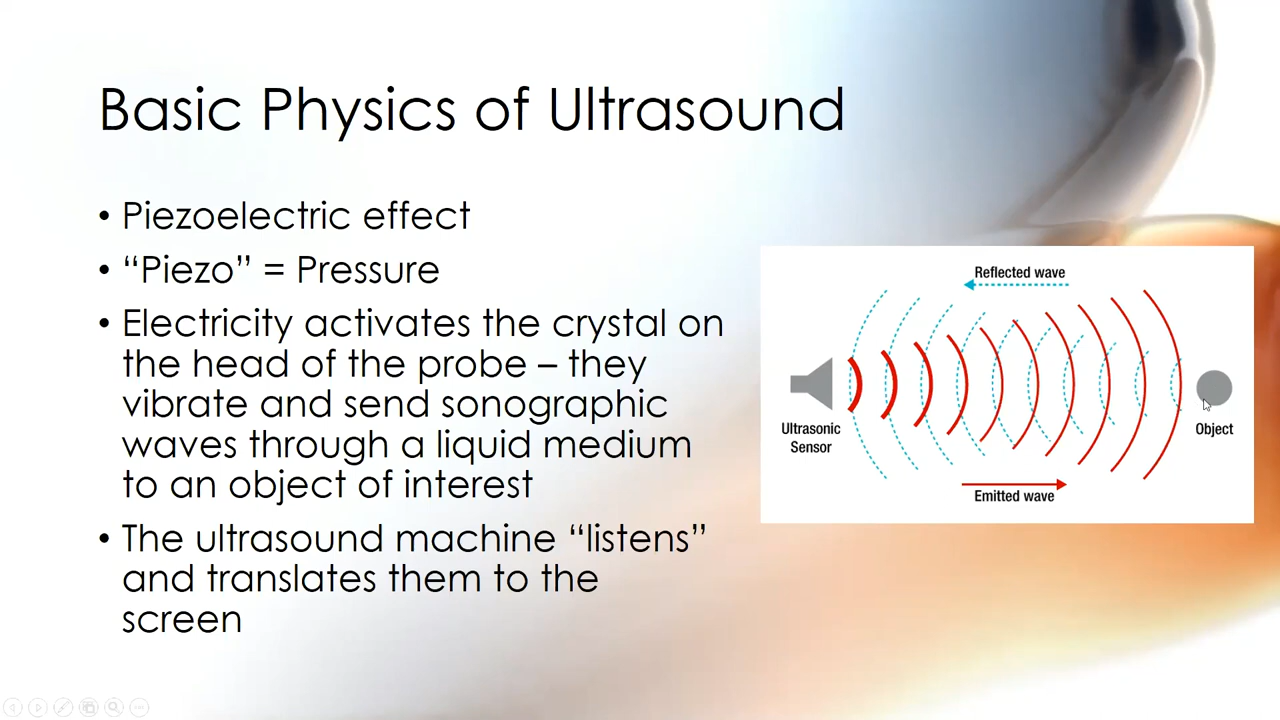 Basic Physics of Ultrasound
• Piezoelectric effect
• “Piezo” = Pressure
• Electricity activates the crystal on
the head of the probe – they
vibrate and send sonographic
waves through a liquid medium
to an object of interest
• The ultrasound machine “listens”
and translates them to the
screen
Reflected wave
Ultrasonic
Sensor
Object
Emitted wave